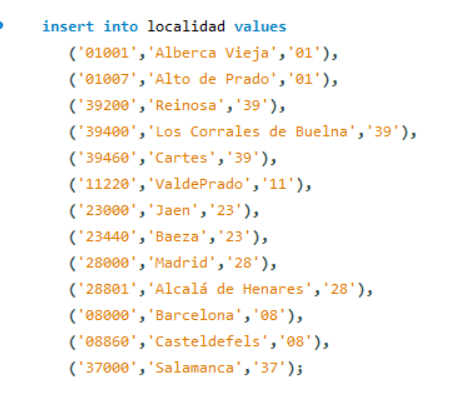 insert into localidad values
('01001','Alberca Vieja','01'),
('01007','Alto de Prado','01'),
('39200','Reinosa','39'),
('39400','Los Corrales de Buelna','39'),
('39460','Cartes','39'),
('11220','ValdePrado','11'),
('23000','Jaen','23'),
('23440','Baeza','23'),
('28000','Madrid','28'),
('28801','Alcalá de Henares','28'),
('08000','Barcelona','08'),
('08860','Casteldefels','08'),
('37000','Salamanca','37');